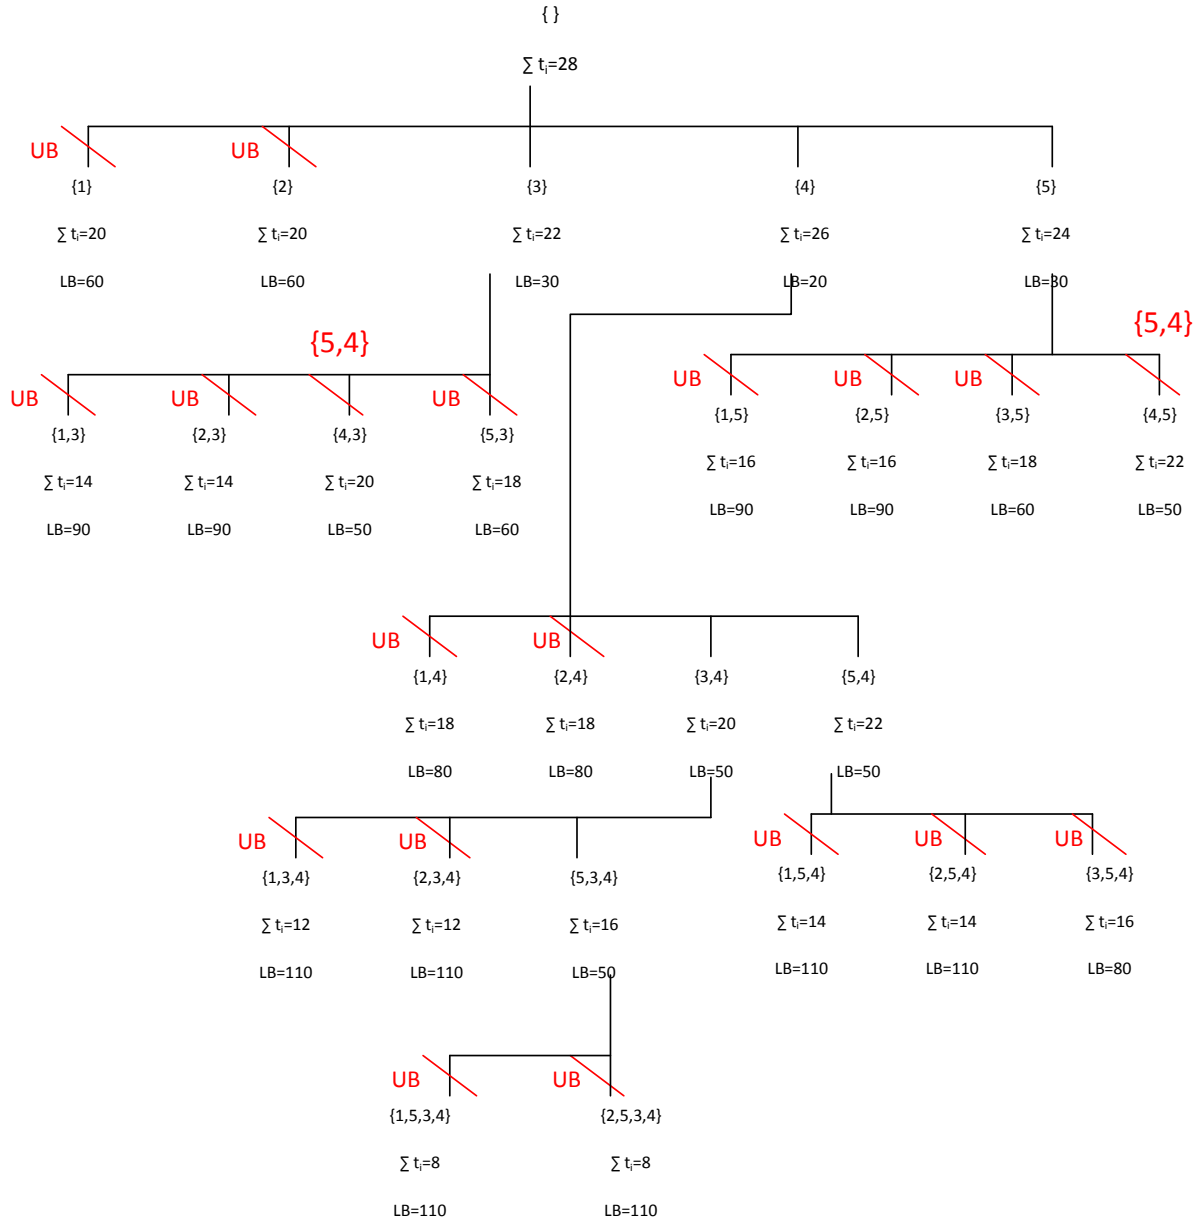 { }
∑ tᵢ=28
UB UB
{1} {2} {3} {4} {5}
∑ tᵢ=20 ∑ tᵢ=20 ∑ tᵢ=22 ∑ tᵢ=26 ∑ tᵢ=24
LB=60 LB=60 LB=30 LB=20 LB=30
{5,4} {5,4}
UB UB UB UB UB UB
{1,3} {2,3} {4,3} {5,3} {1,5} {2,5} {3,5} {4,5}
∑ tᵢ=14 ∑ tᵢ=14 ∑ tᵢ=20 ∑ tᵢ=18 ∑ tᵢ=16 ∑ tᵢ=16 ∑ tᵢ=18 ∑ tᵢ=22
LB=90 LB=90 LB=50 LB=60 LB=90 LB=90 LB=60 LB=50
UB UB
{1,4} {2,4} {3,4} {5,4}
∑ tᵢ=18 ∑ tᵢ=18 ∑ tᵢ=20 ∑ tᵢ=22
LB=80 LB=80 LB=50 LB=50
UB UB UB UB UB
{1,3,4} {2,3,4} {5,3,4} {1,5,4} {2,5,4} {3,5,4}
∑ tᵢ=12 ∑ tᵢ=12 ∑ tᵢ=16 ∑ tᵢ=14 ∑ tᵢ=14 ∑ tᵢ=16
LB=110 LB=110 LB=50 LB=110 LB=110 LB=80
UB UB
{1,5,3,4} {2,5,3,4}
∑ tᵢ=8 ∑ tᵢ=8
LB=110 LB=110